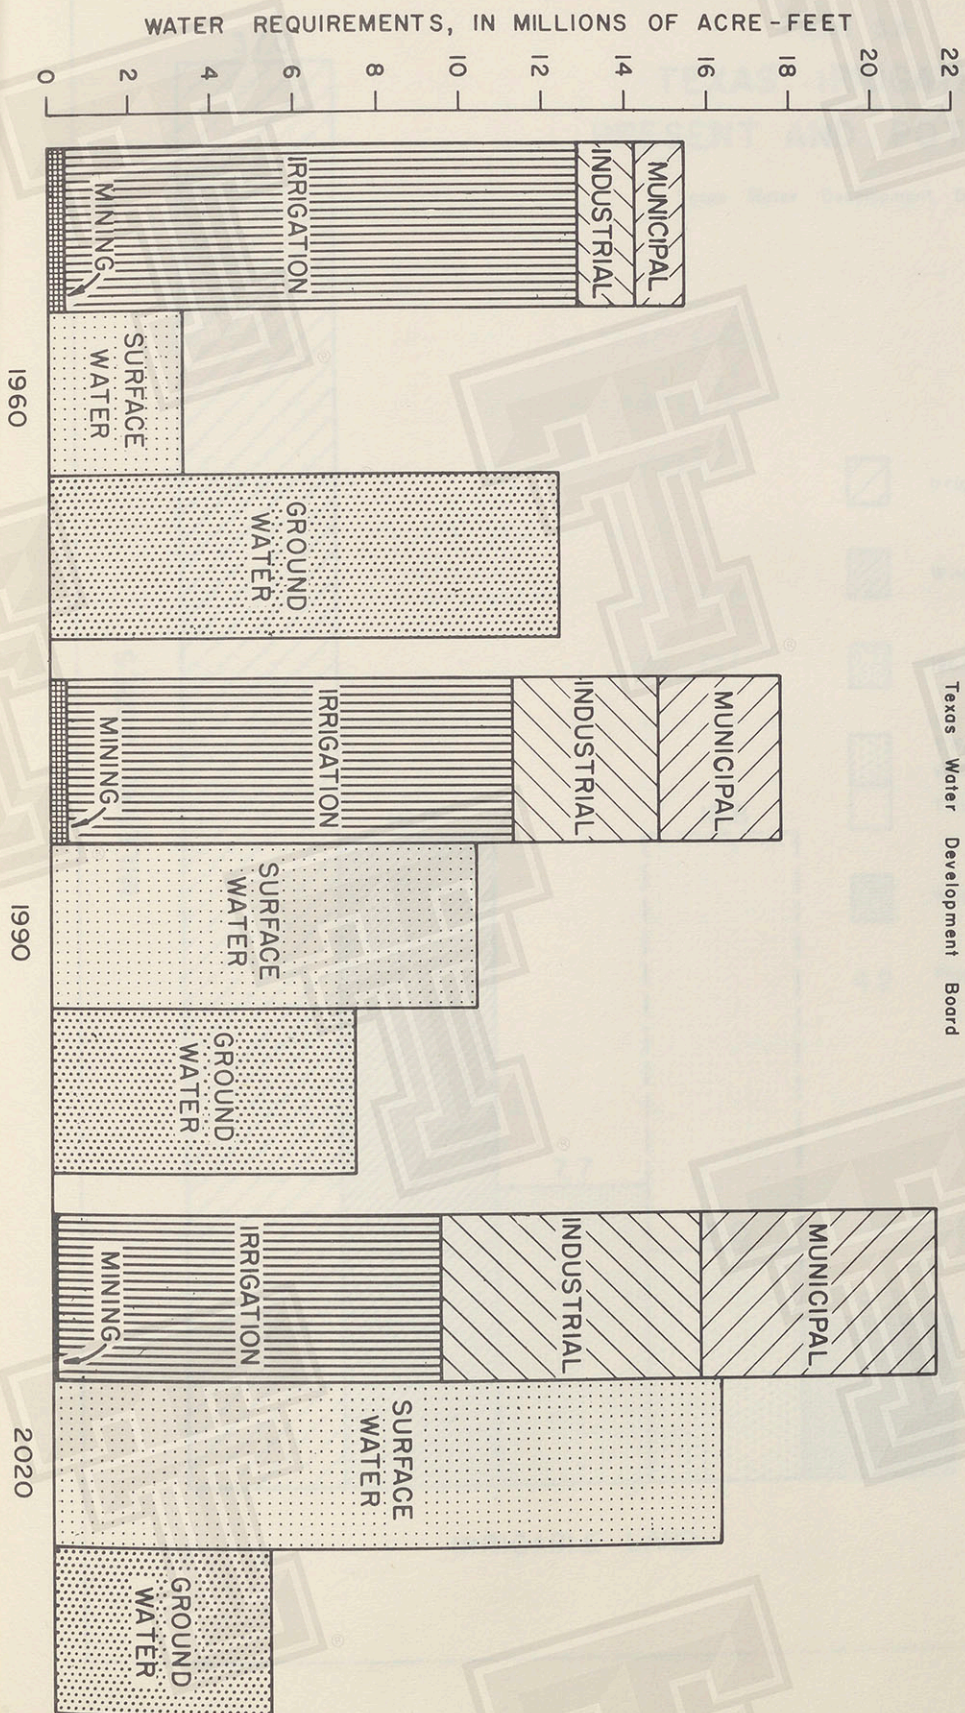 Texas Water Development Board
WATER REQUIREMENTS, IN MILLIONS OF ACRE-FEET
22
20
18
16
14
12
10
8
6
4
2
0
MUNICIPAL
INDUSTRIAL
IRRIGATION
MINING
SURFACE
WATER
GROUND
WATER
1960
MUNICIPAL
INDUSTRIAL
IRRIGATION
MINING
SURFACE
WATER
GROUND
WATER
1990
MUNICIPAL
INDUSTRIAL
IRRIGATION
MINING
SURFACE
WATER
GROUND
WATER
2020